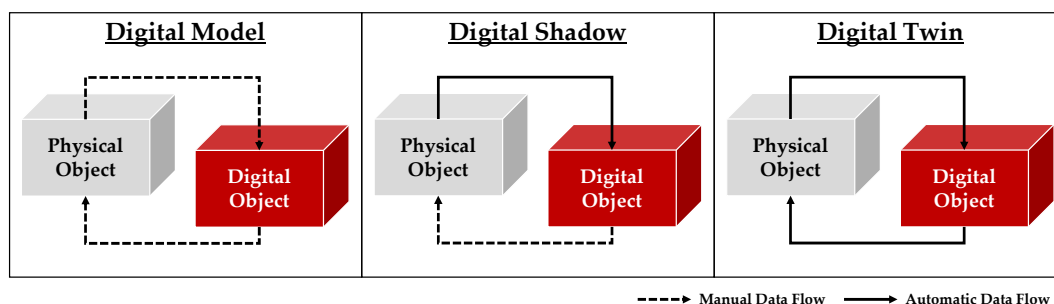 Digital Model
Physical
Object
Digital
Object
Digital Shadow
Physical
Object
Digital
Object
Digital Twin
Physical
Object
Digital
Object
Manual Data Flow
Automatic Data Flow